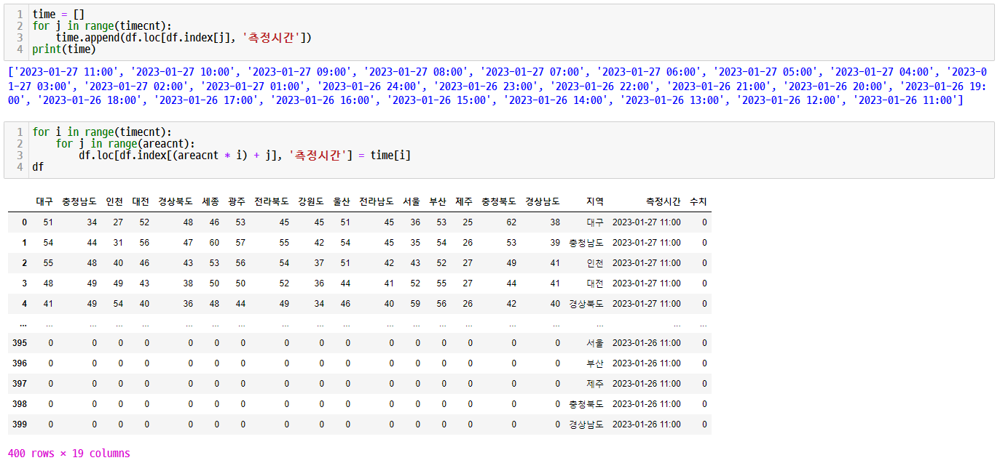 1 time = []
2 for j in range(timecnt):
3     time.append(df.loc[df.index[j], '측정시간'])
4 print(time)
['2023-01-27 11:00', '2023-01-27 10:00', '2023-01-27 09:00', '2023-01-27 08:00', '2023-01-27 07:00', '2023-01-27 06:00', '2023-01-27 05:00', '2023-01-27 04:00', '2023-0
1-27 03:00', '2023-01-27 02:00', '2023-01-27 01:00', '2023-01-26 24:00', '2023-01-26 23:00', '2023-01-26 22:00', '2023-01-26 21:00', '2023-01-26 20:00', '2023-01-26 19:
00', '2023-01-26 18:00', '2023-01-26 17:00', '2023-01-26 16:00', '2023-01-26 15:00', '2023-01-26 14:00', '2023-01-26 13:00', '2023-01-26 12:00', '2023-01-26 11:00']
1 for i in range(timecnt):
2     for j in range(areacnt):
3         df.loc[df.index[(areacnt * i) + j], '측정시간'] = time[i]
4 df
대구 충청남도 인천 대전 경상북도 세종 광주 전라북도 강원도 울산 전라남도 서울 부산 제주 충청북도 경상남도 지역 측정시간 수치
0 51 34 27 52 48 46 53 45 45 51 45 36 53 25 62 38 대구 2023-01-27 11:00 0
1 54 44 31 56 47 60 57 55 42 54 45 35 54 26 53 39 충청남도 2023-01-27 11:00 0
2 55 48 40 46 43 53 56 54 37 51 42 43 52 27 49 41 인천 2023-01-27 11:00 0
3 48 49 49 43 38 50 50 52 36 44 41 52 55 27 44 41 대전 2023-01-27 11:00 0
4 41 49 54 40 36 48 44 49 34 46 40 59 56 26 42 40 경상북도 2023-01-27 11:00 0
... ... ... ... ... ... ... ... ... ... ... ... ... ... ... ... ... ... ... ...
395 0 0 0 0 0 0 0 0 0 0 0 0 0 0 0 0 서울 2023-01-26 11:00 0
396 0 0 0 0 0 0 0 0 0 0 0 0 0 0 0 0 부산 2023-01-26 11:00 0
397 0 0 0 0 0 0 0 0 0 0 0 0 0 0 0 0 제주 2023-01-26 11:00 0
398 0 0 0 0 0 0 0 0 0 0 0 0 0 0 0 0 충청북도 2023-01-26 11:00 0
399 0 0 0 0 0 0 0 0 0 0 0 0 0 0 0 0 경상남도 2023-01-26 11:00 0
400 rows × 19 columns